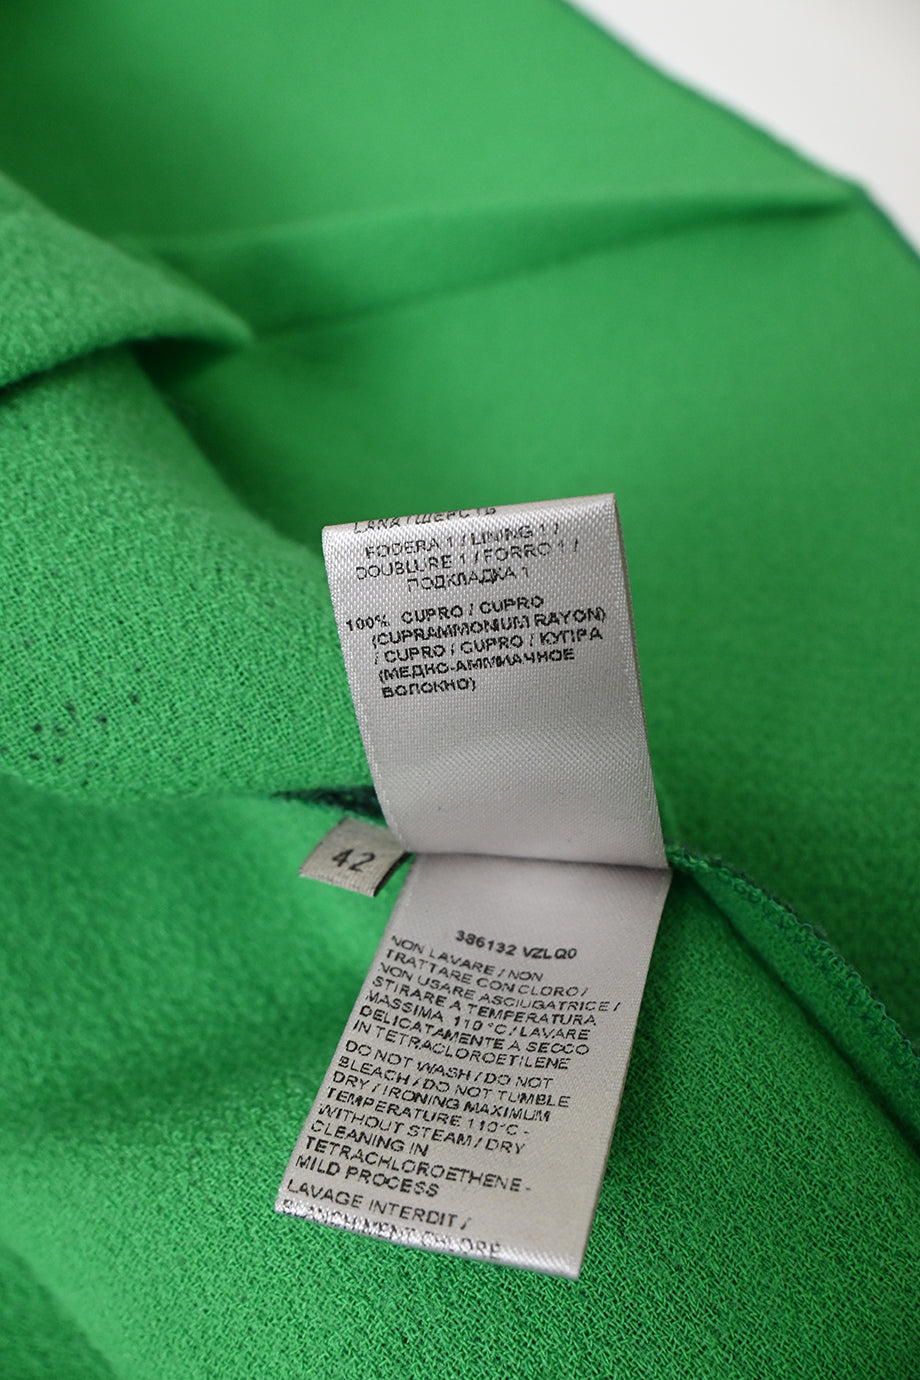 LANA / ШЕРСТЬ
FODERA 1 / LINING 1 /
DOUBLURE 1 / FORRO 1 /
ПОДКЛАДКА 1
100% CUPRO / CUPRO
(CUPRAMMONIUM RAYON)
/ CUPRO / CUPRO / КУПРА
(МЕДНО-АММИАЧНОЕ
ВОЛОКНО)
42
386132 VZLQ0
NON LAVARE / NON
TRATTARE CON CLORO /
NON USARE ASCIUGATRICE /
STIRARE A TEMPERATURA
MASSIMA 110 °C / LAVARE
DELICATAMENTE A SECCO
IN TETRACLOROETILENE
DO NOT WASH / DO NOT
BLEACH / DO NOT TUMBLE
DRY / IRONING MAXIMUM
TEMPERATURE 110°C -
WITHOUT STEAM / DRY
CLEANING IN
TETRACHLOROETHENE -
MILD PROCESS
LAVAGE INTERDIT /
BLANCHIMENT CHLORE